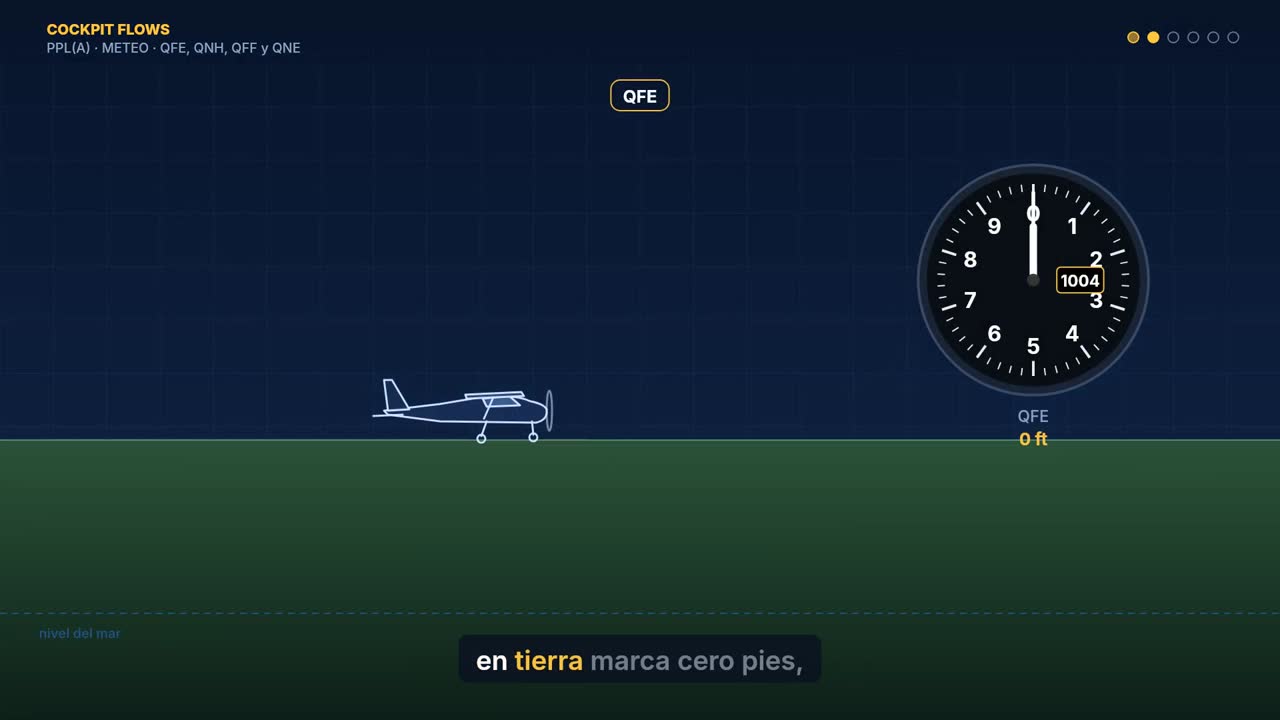 COCKPIT FLOWS
PPL(A) · METEO · QFE, QNH, QFF y QNE
QFE
0
1
2
3
4
5
6
7
8
9
1004
QFE
0 ft
nivel del mar
en tierra marca cero pies,